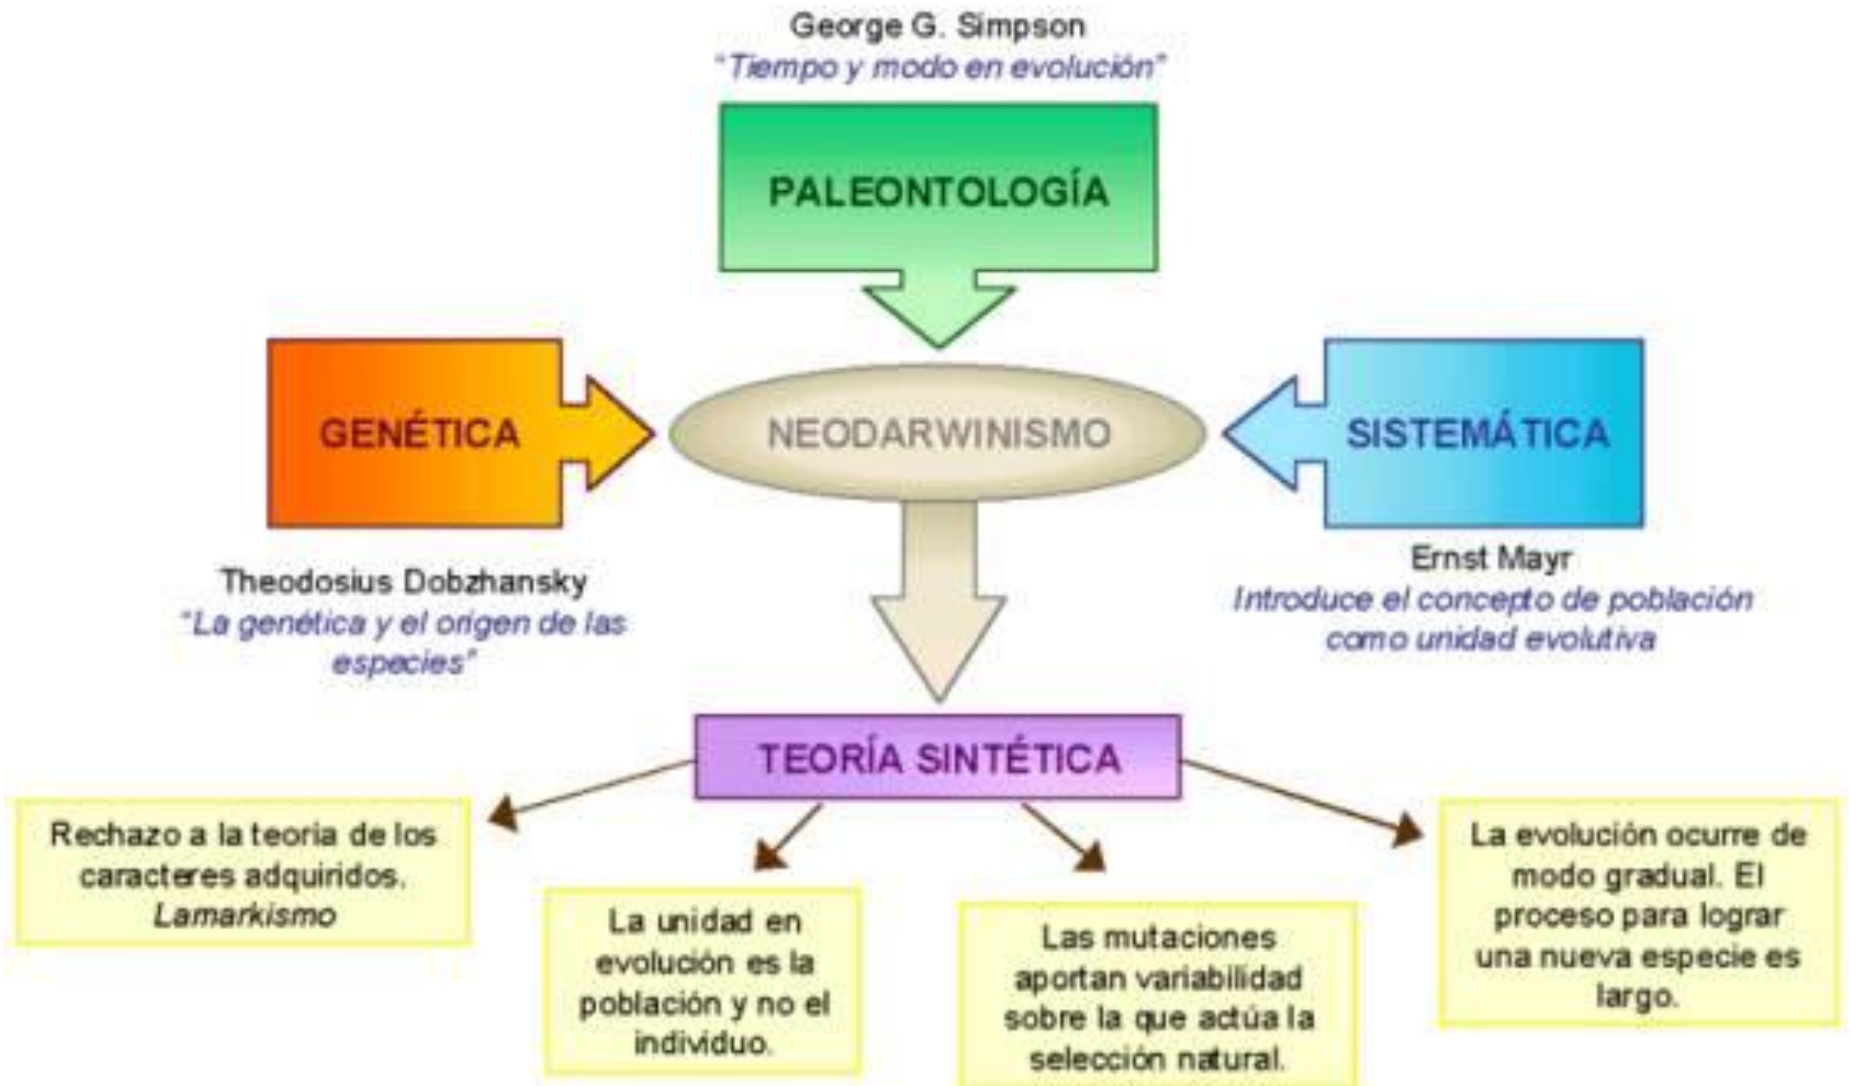 George G. Simpson
"Tiempo y modo en evolución"
PALEONTOLOGÍA
GENÉTICA
NEODARWINISMO
SISTEMÁTICA
Theodosius Dobzhansky
"La genética y el origen de las
especies"
Ernst Mayr
Introduce el concepto de población
como unidad evolutiva
TEORÍA SINTÉTICA
Rechazo a la teoria de los
caracteres adquiridos.
Lamarkismo
La unidad en
evolución es la
población y no el
individuo.
Las mutaciones
aportan variabilidad
sobre la que actúa la
selección natural.
La evolución ocurre de
modo gradual. El
proceso para lograr
una nueva especie es
largo.